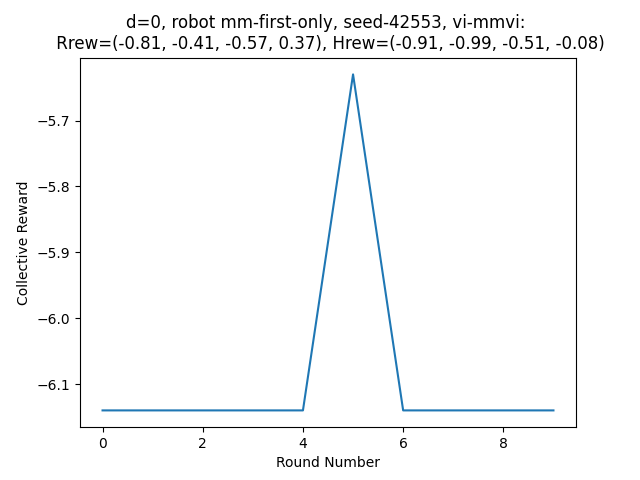 d=0, robot mm-first-only, seed-42553, vi-mmvi:
Rrew=(-0.81, -0.41, -0.57, 0.37), Hrew=(-0.91, -0.99, -0.51, -0.08)
Collective Reward
−5.7
−5.8
−5.9
−6.0
−6.1
0 2 4 6 8
Round Number